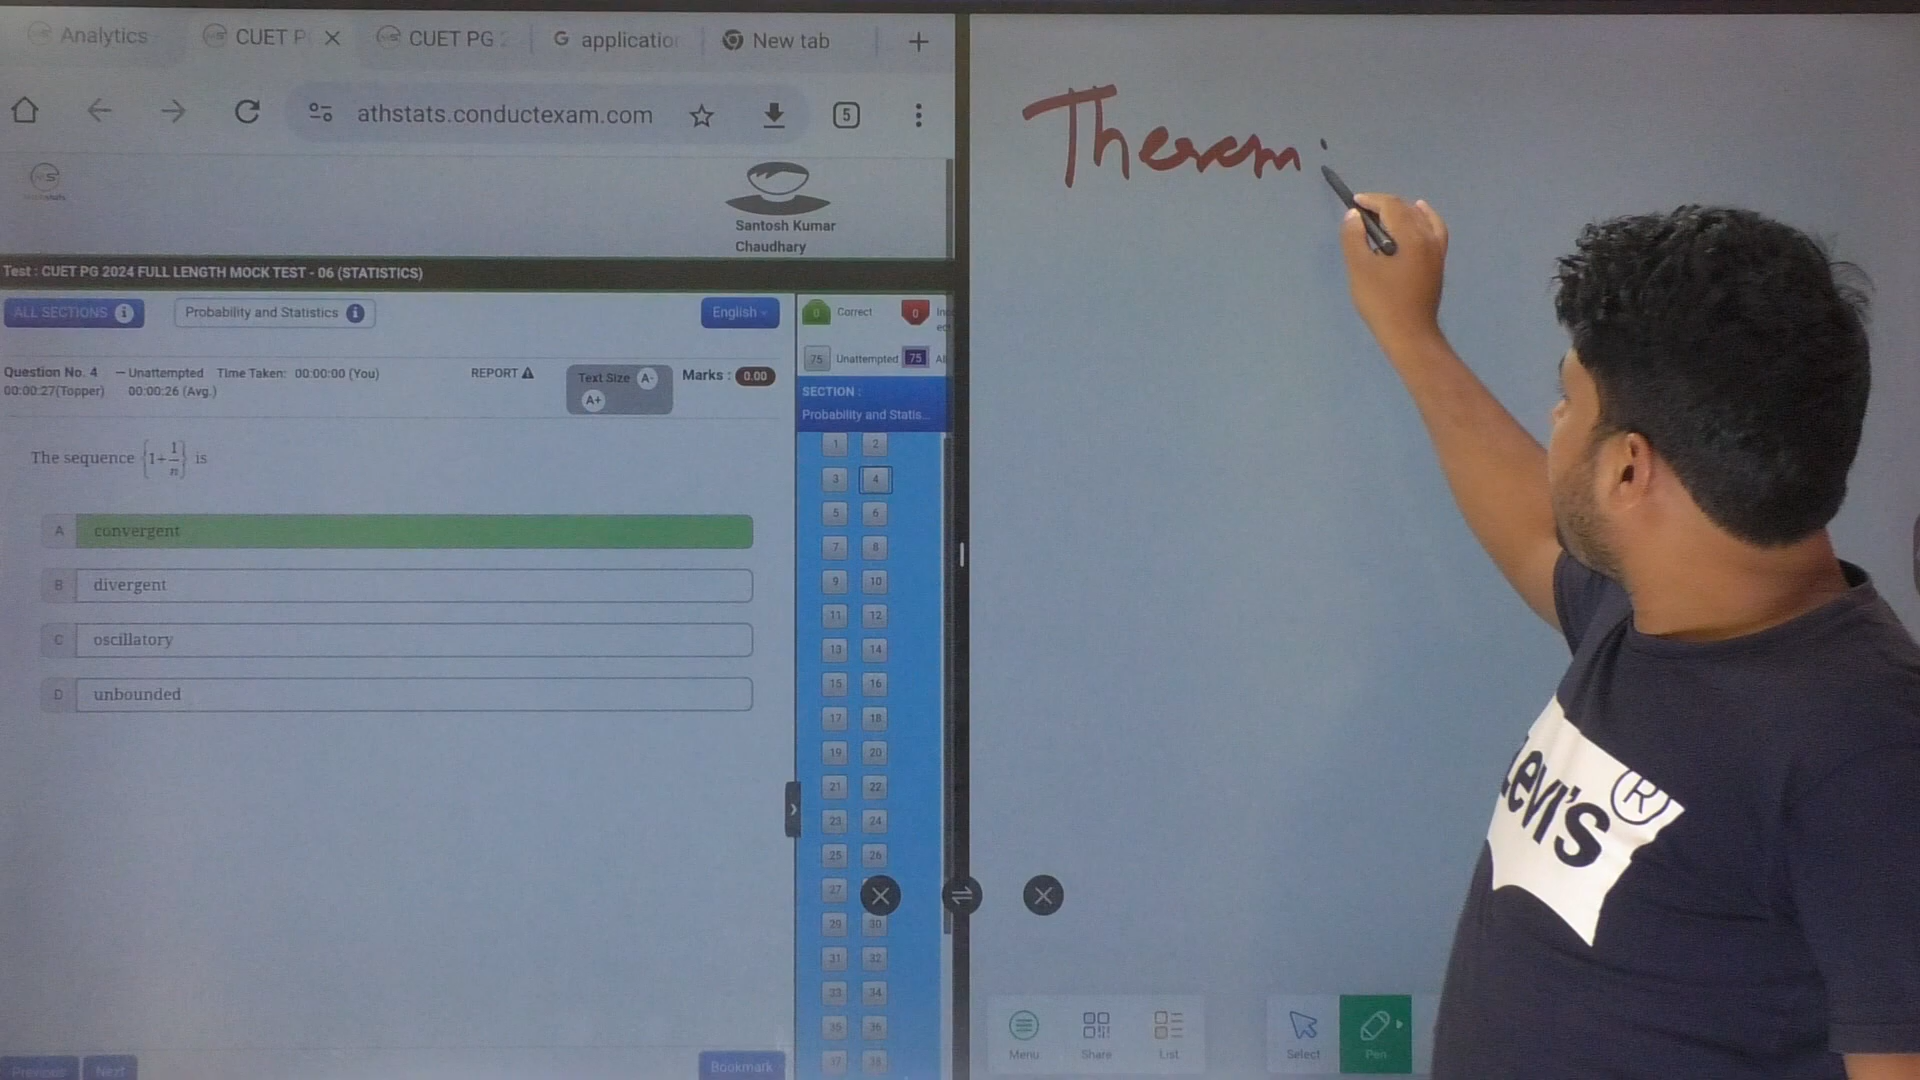 Analytics
CUET P
CUET PG 2
G application
New tab
athstats.conductexam.com
5
Santosh Kumar
Chaudhary
Test : CUET PG 2024 FULL LENGTH MOCK TEST - 06 (STATISTICS)
ALL SECTIONS i
Probability and Statistics i
English
0 Correct
0
75 Unattempted
75
Question No. 4
Unattempted
Time Taken: 00:00:00 (You)
00:00:27(Topper)
00:00:26 (Avg.)
REPORT
Text Size A-
A+
Marks : 0.00
SECTION :
Probability and Statis...
The sequence {1+1/n} is
A convergent
B divergent
C oscillatory
D unbounded
1 2
3 4
5 6
7 8
9 10
11 12
13 14
15 16
17 18
19 20
21 22
23 24
25 26
27
29 30
31 32
33 34
35 36
37 38
Previous
Next
Bookmark
Therem :
Menu
Share
List
Select
Pen
Levi's ®